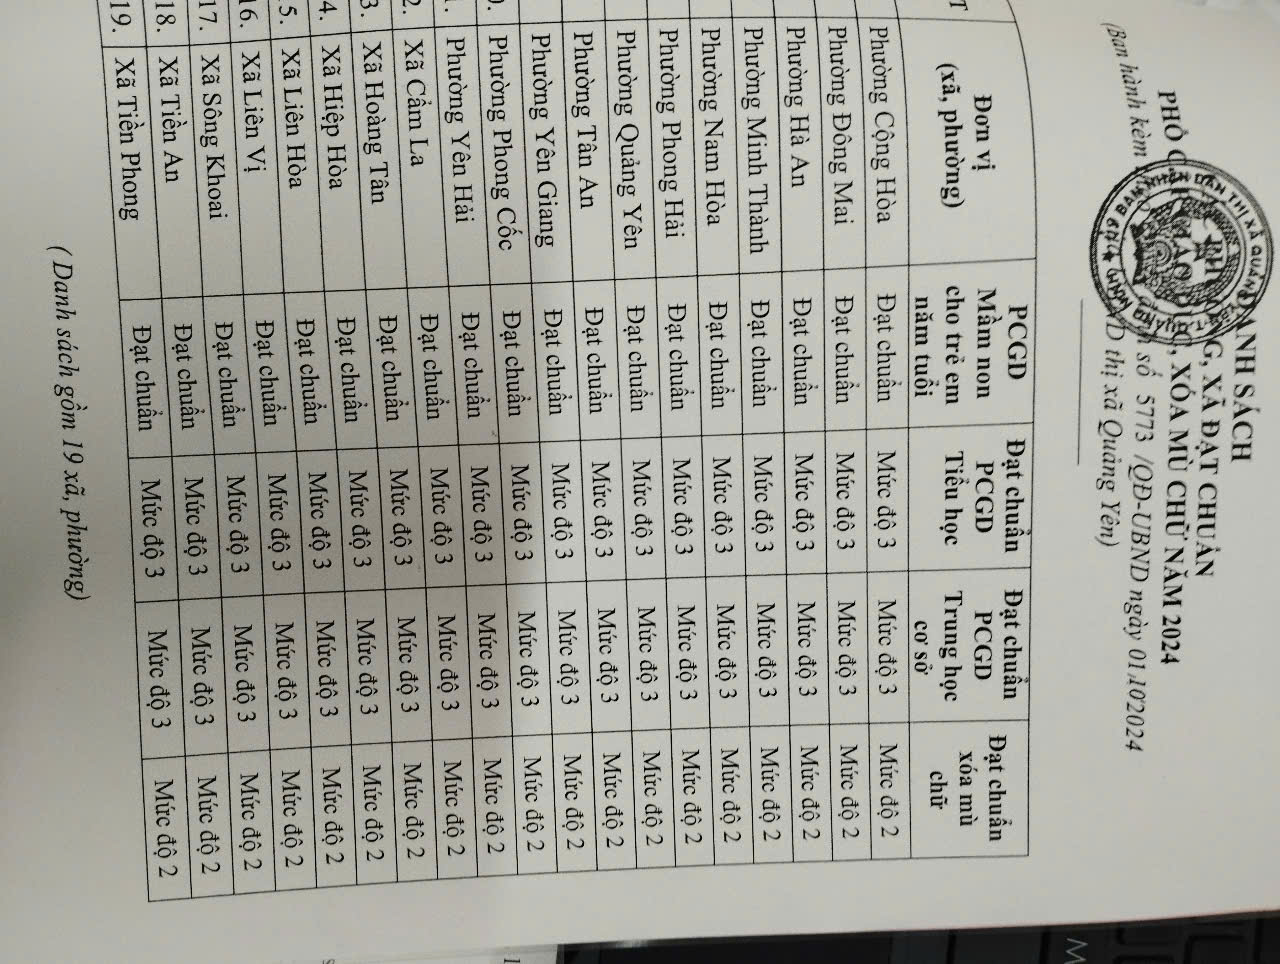 ANH SÁCH
PHỔ G, XÃ ĐẠT CHUẨN
XÓA MÙ CHỮ NĂM 2024
(Ban hành kèm số 5773 /QĐ-UBND ngày 01/10/2024
thị xã Quảng Yên)
BAN NHÂN DÂN THỊ XÃ QUẢNG
T
Đơn vị (xã, phường) PCGD Mầm non cho trẻ em năm tuổi Đạt chuẩn PCGD Tiểu học Đạt chuẩn PCGD Trung học cơ sở Đạt chuẩn xóa mù chữ
Phường Cộng Hòa Đạt chuẩn Mức độ 3 Mức độ 3 Mức độ 2
Phường Đông Mai Đạt chuẩn Mức độ 3 Mức độ 3 Mức độ 2
Phường Hà An Đạt chuẩn Mức độ 3 Mức độ 3 Mức độ 2
Phường Minh Thành Đạt chuẩn Mức độ 3 Mức độ 3 Mức độ 2
Phường Nam Hòa Đạt chuẩn Mức độ 3 Mức độ 3 Mức độ 2
Phường Phong Hải Đạt chuẩn Mức độ 3 Mức độ 3 Mức độ 2
Phường Quảng Yên Đạt chuẩn Mức độ 3 Mức độ 3 Mức độ 2
Phường Tân An Đạt chuẩn Mức độ 3 Mức độ 3 Mức độ 2
Phường Yên Giang Đạt chuẩn Mức độ 3 Mức độ 3 Mức độ 2
0. Phường Phong Cốc Đạt chuẩn Mức độ 3 Mức độ 3 Mức độ 2
1. Phường Yên Hải Đạt chuẩn Mức độ 3 Mức độ 3 Mức độ 2
2. Xã Cẩm La Đạt chuẩn Mức độ 3 Mức độ 3 Mức độ 2
3. Xã Hoàng Tân Đạt chuẩn Mức độ 3 Mức độ 3 Mức độ 2
4. Xã Hiệp Hòa Đạt chuẩn Mức độ 3 Mức độ 3 Mức độ 2
5. Xã Liên Hòa Đạt chuẩn Mức độ 3 Mức độ 3 Mức độ 2
16. Xã Liên Vị Đạt chuẩn Mức độ 3 Mức độ 3 Mức độ 2
17. Xã Sông Khoai Đạt chuẩn Mức độ 3 Mức độ 3 Mức độ 2
18. Xã Tiền An Đạt chuẩn Mức độ 3 Mức độ 3 Mức độ 2
19. Xã Tiền Phong Đạt chuẩn Mức độ 3 Mức độ 3 Mức độ 2
( Danh sách gồm 19 xã, phường)
M